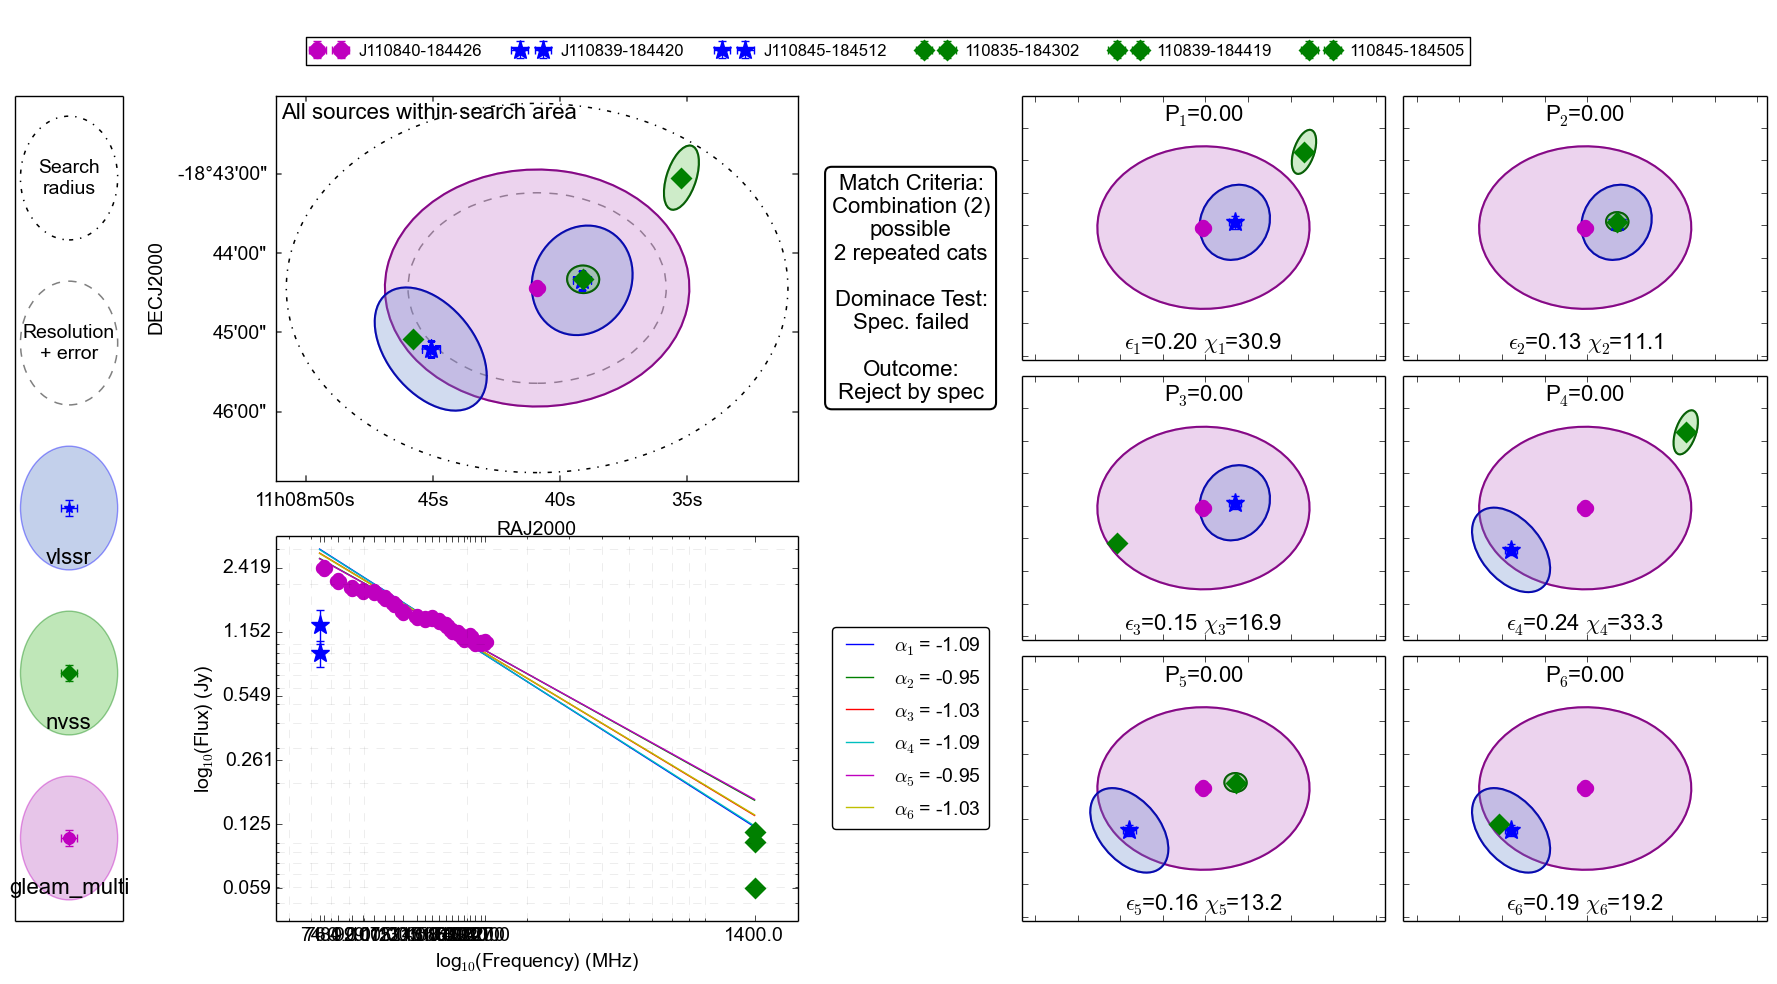 J110840-184426 J110839-184420 J110845-184512 110835-184302 110839-184419 110845-184505
Search
radius
Resolution
+ error
vlssr
nvss
gleam_multi
All sources within search area
-18°43'00"
44'00"
45'00"
46'00"
DECJ2000
11h08m50s 45s 40s 35s
RAJ2000
Match Criteria:
Combination (2)
possible
2 repeated cats
Dominace Test:
Spec. failed
Outcome:
Reject by spec
2.419
1.152
0.549
0.261
0.125
0.059
log10(Flux) (Jy)
1400.0
log10(Frequency) (MHz)
α1 = -1.09
α2 = -0.95
α3 = -1.03
α4 = -1.09
α5 = -0.95
α6 = -1.03
P1=0.00
ϵ1=0.20 χ1=30.9
P2=0.00
ϵ2=0.13 χ2=11.1
P3=0.00
ϵ3=0.15 χ3=16.9
P4=0.00
ϵ4=0.24 χ4=33.3
P5=0.00
ϵ5=0.16 χ5=13.2
P6=0.00
ϵ6=0.19 χ6=19.2